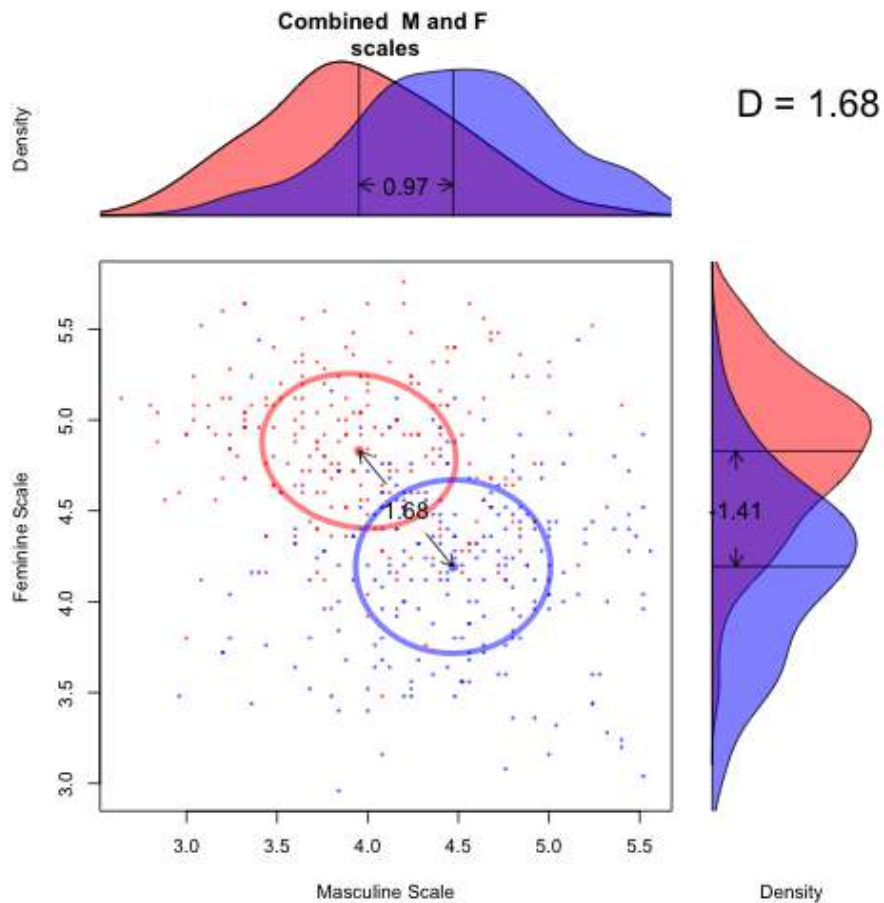 Combined M and F
scales
D = 1.68
Density
0.97
5.5
5.0
4.5
4.0
3.5
3.0
Feminine Scale
1.68
-1.41
3.0 3.5 4.0 4.5 5.0 5.5
Masculine Scale
Density